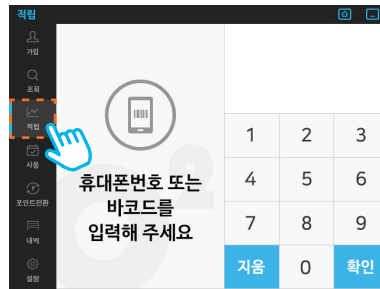 적립
가입
조회
적립
사용
포인트전환
내역
설정
휴대폰번호 또는
바코드를
입력해 주세요
1 2 3
4 5 6
7 8 9
지움 0 확인